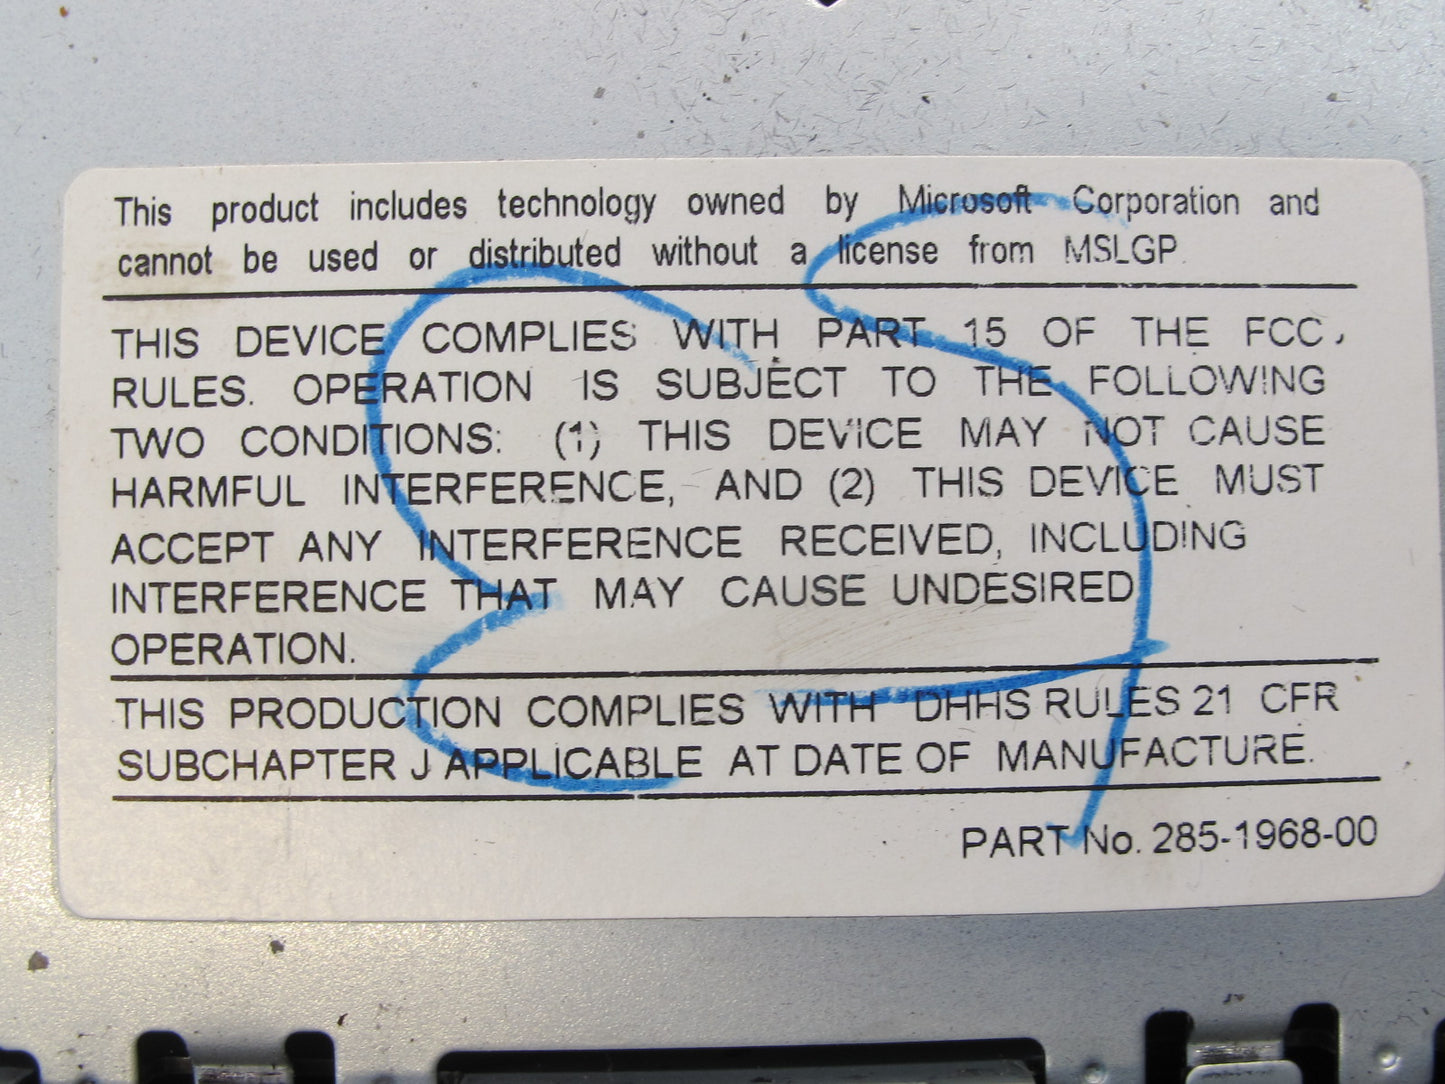 This product includes technology owned by Microsoft Corporation and
cannot be used or distributed without a license from MSLGP.
THIS DEVICE COMPLIES WITH PART 15 OF THE FCC,
RULES. OPERATION IS SUBJECT TO THE FOLLOWING
TWO CONDITIONS: (1) THIS DEVICE MAY NOT CAUSE
HARMFUL INTERFERENCE, AND (2) THIS DEVICE MUST
ACCEPT ANY INTERFERENCE RECEIVED, INCLUDING
INTERFERENCE THAT MAY CAUSE UNDESIRED
OPERATION.
THIS PRODUCTION COMPLIES WITH DHHS RULES 21 CFR
SUBCHAPTER J APPLICABLE AT DATE OF MANUFACTURE.
PART No. 285-1968-00